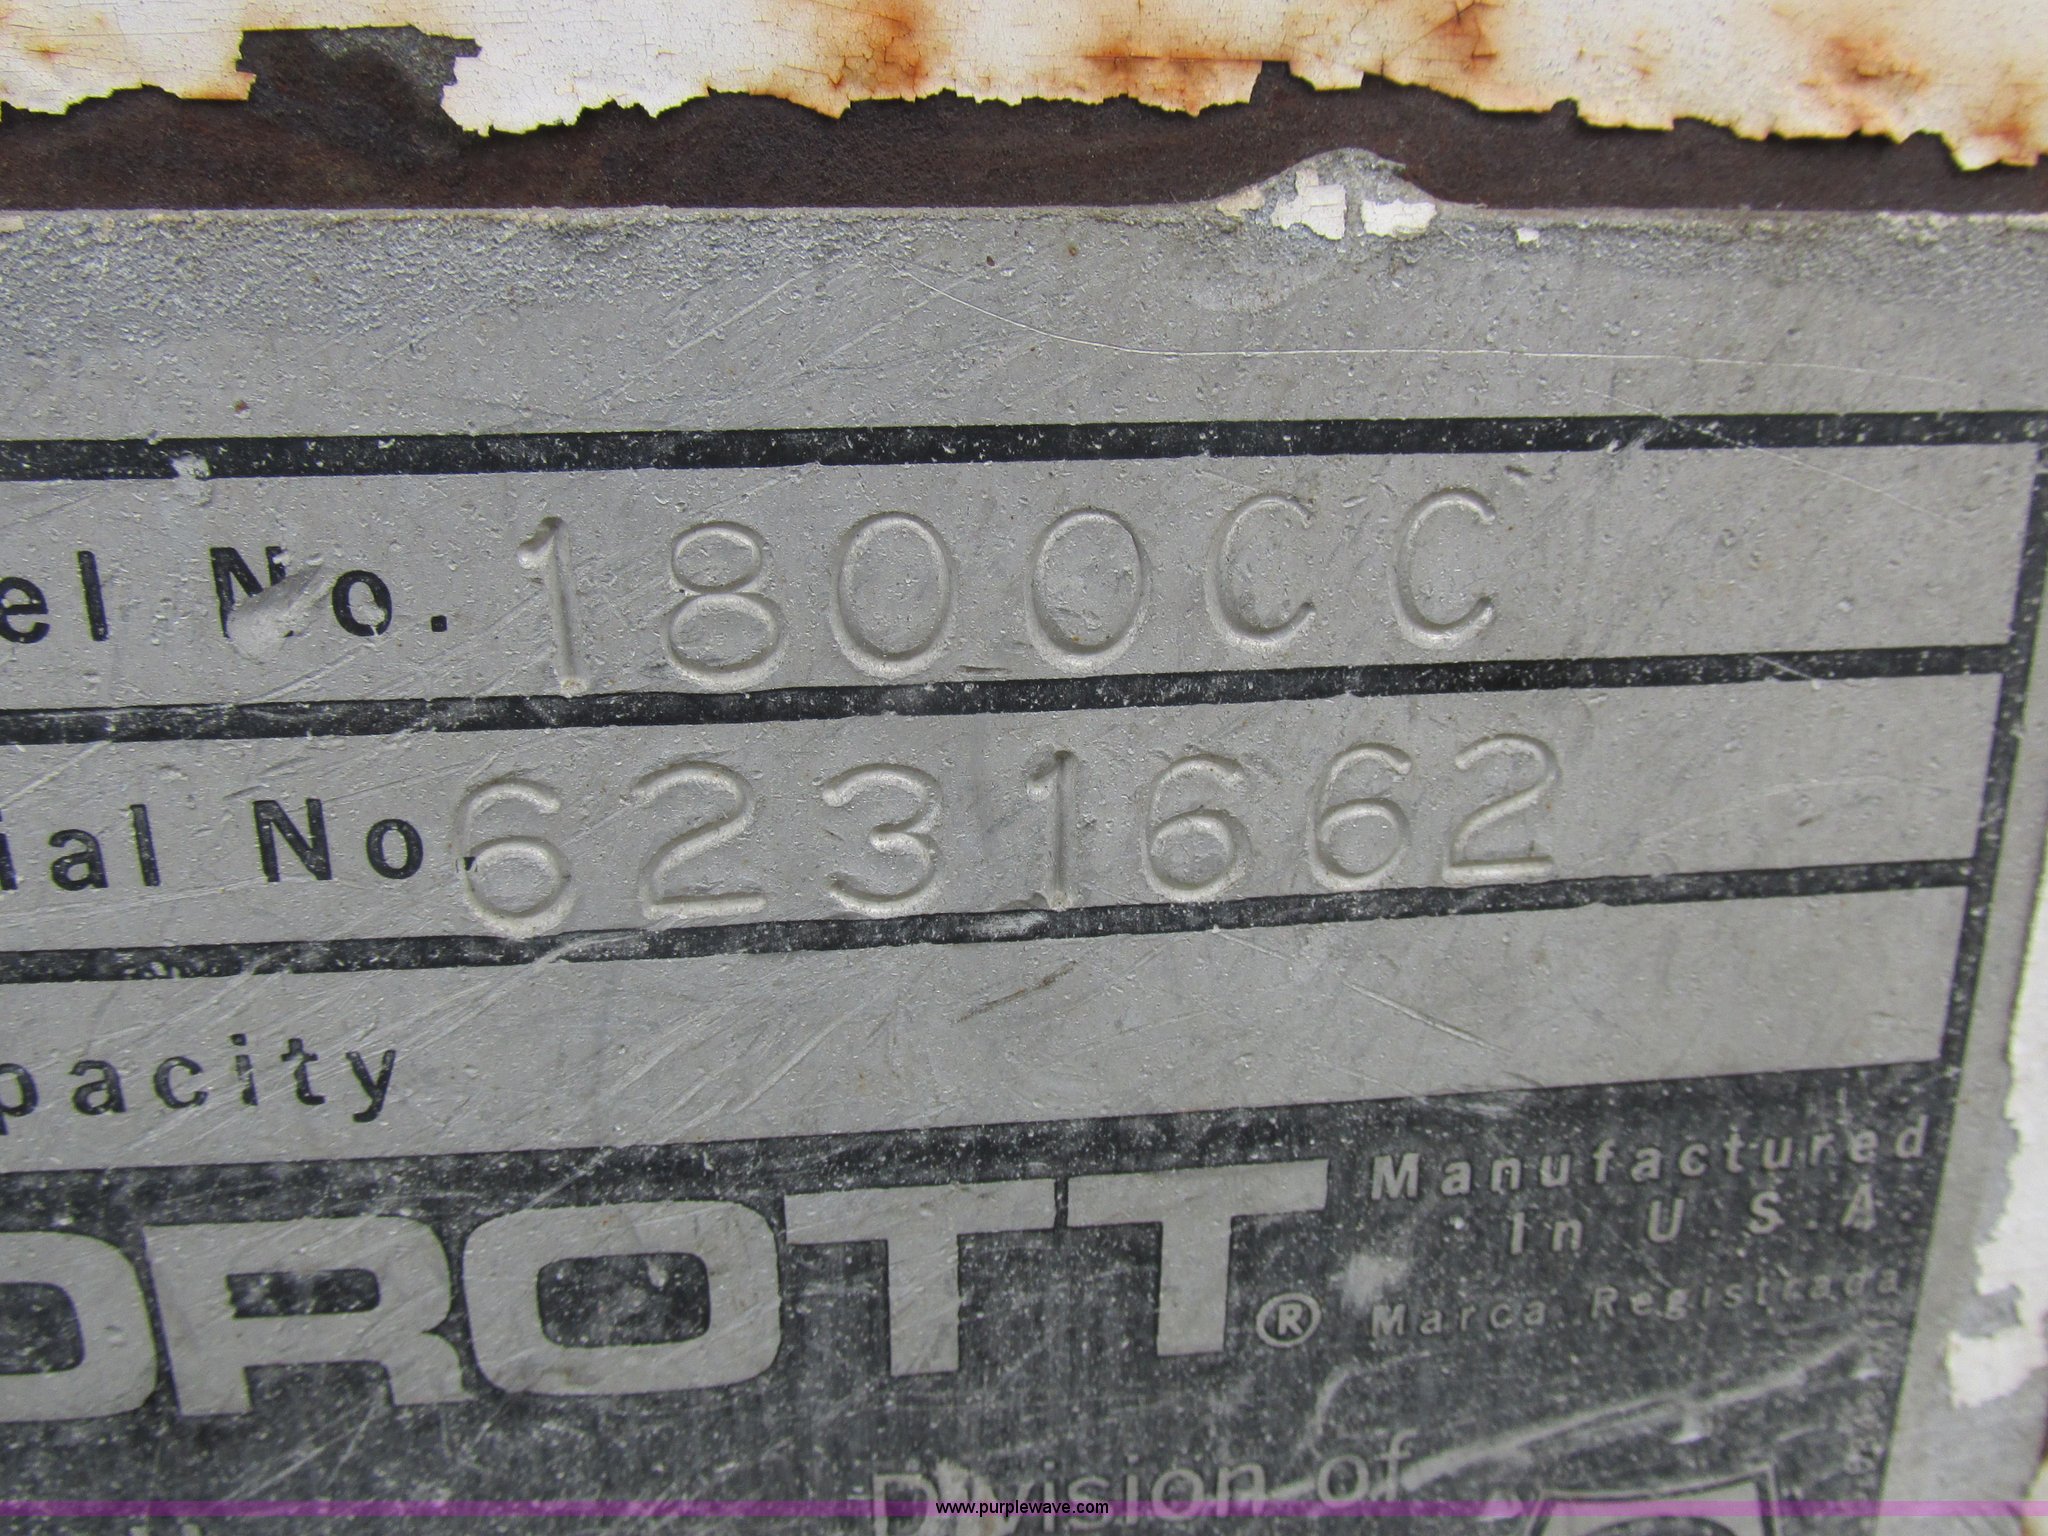 el No. 1800CC
ial No. 6231662
pacity
DROTT® Manufactured
In U.S.A.
Marca Registrada
Division of
www.purplewave.com